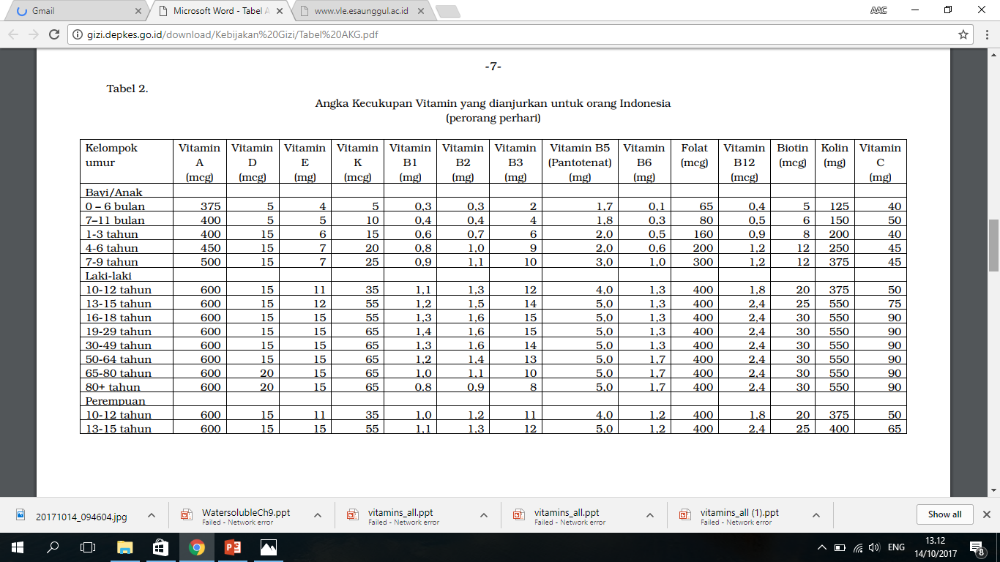 Gmail
Microsoft Word - Tabel A
www.vle.esaunggul.ac.id
AAC
gizi.depkes.go.id/download/Kebijakan%20Gizi/Tabel%20AKG.pdf
-7-
Tabel 2.
Angka Kecukupan Vitamin yang dianjurkan untuk orang Indonesia
(perorang perhari)
Kelompok umur Vitamin A (mcg) Vitamin D (mcg) Vitamin E (mg) Vitamin K (mcg) Vitamin B1 (mg) Vitamin B2 (mg) Vitamin B3 (mg) Vitamin B5 (Pantotenat) (mg) Vitamin B6 (mg) Folat (mcg) Vitamin B12 (mcg) Biotin (mcg) Kolin (mg) Vitamin C (mg)
Bayi/Anak
0 – 6 bulan 375 5 4 5 0,3 0,3 2 1,7 0,1 65 0,4 5 125 40
7–11 bulan 400 5 5 10 0,4 0,4 4 1,8 0,3 80 0,5 6 150 50
1-3 tahun 400 15 6 15 0,6 0,7 6 2,0 0,5 160 0,9 8 200 40
4-6 tahun 450 15 7 20 0,8 1,0 9 2,0 0,6 200 1,2 12 250 45
7-9 tahun 500 15 7 25 0,9 1,1 10 3,0 1,0 300 1,2 12 375 45
Laki-laki
10-12 tahun 600 15 11 35 1,1 1,3 12 4,0 1,3 400 1,8 20 375 50
13-15 tahun 600 15 12 55 1,2 1,5 14 5,0 1,3 400 2,4 25 550 75
16-18 tahun 600 15 15 55 1,3 1,6 15 5,0 1,3 400 2,4 30 550 90
19-29 tahun 600 15 15 65 1,4 1,6 15 5,0 1,3 400 2,4 30 550 90
30-49 tahun 600 15 15 65 1,3 1,6 14 5,0 1,3 400 2,4 30 550 90
50-64 tahun 600 15 15 65 1,2 1,4 13 5,0 1,7 400 2,4 30 550 90
65-80 tahun 600 20 15 65 1,0 1,1 10 5,0 1,7 400 2,4 30 550 90
80+ tahun 600 20 15 65 0.8 0,9 8 5,0 1,7 400 2,4 30 550 90
Perempuan
10-12 tahun 600 15 11 35 1,0 1,2 11 4,0 1,2 400 1,8 20 375 50
13-15 tahun 600 15 15 55 1,1 1,3 12 5,0 1,2 400 2,4 25 400 65
20171014_094604.jpg
WatersolubleCh9.ppt
Failed - Network error
vitamins_all.ppt
Failed - Network error
vitamins_all.ppt
Failed - Network error
vitamins_all (1).ppt
Failed - Network error
Show all
ENG
13.12
14/10/2017
8